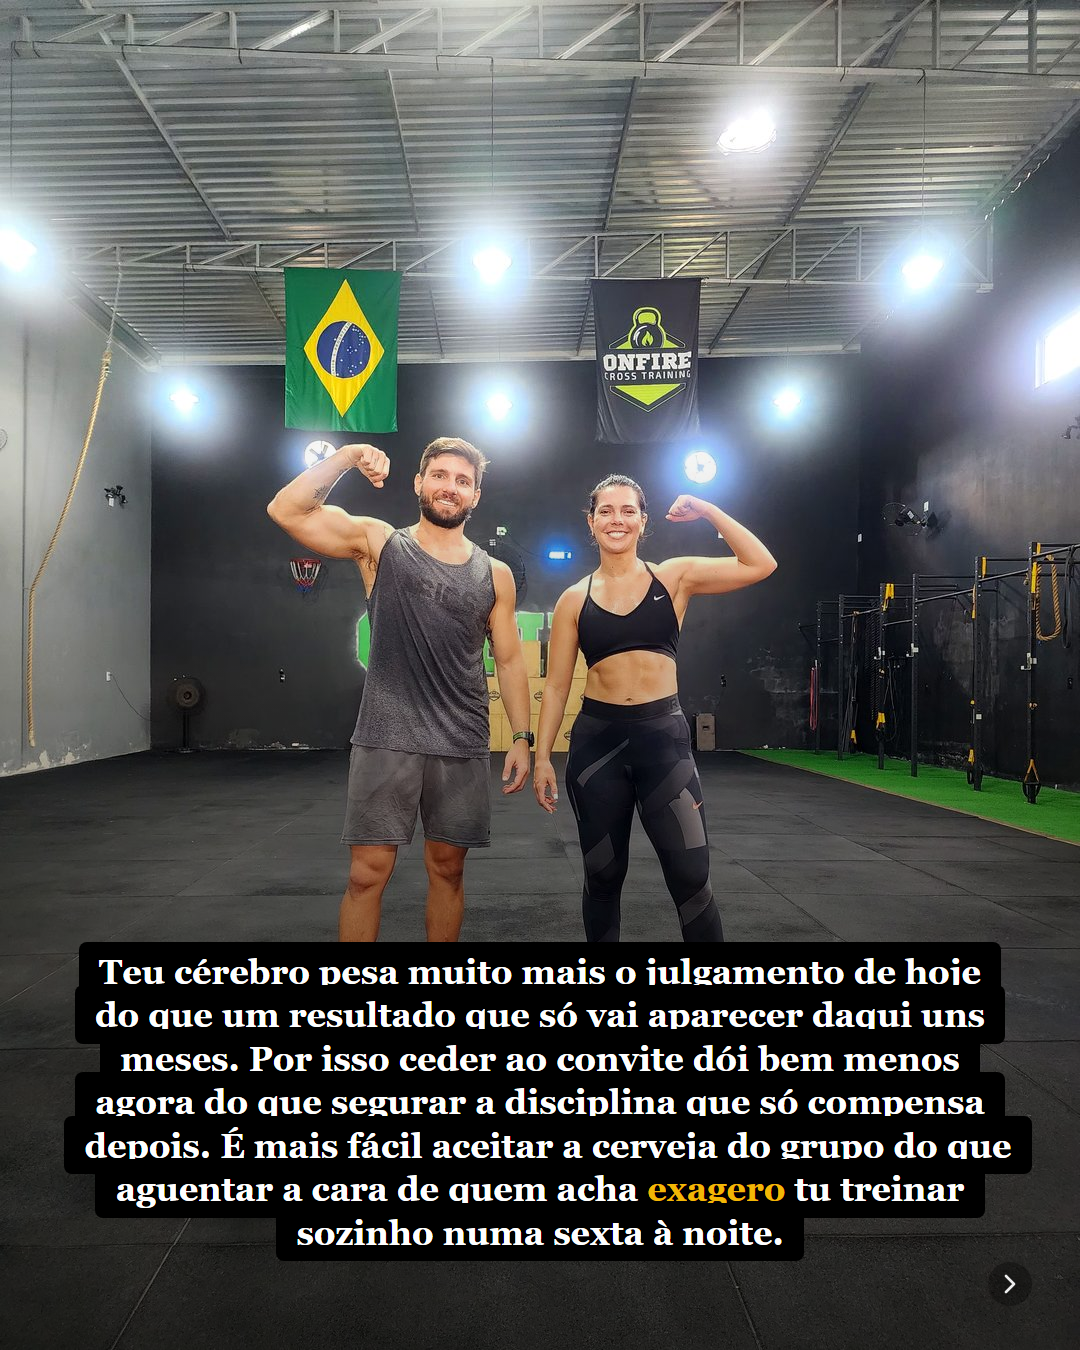 ONFIRE
CROSS TRAINING
Teu cérebro pesa muito mais o julgamento de hoje
do que um resultado que só vai aparecer daqui uns
meses. Por isso ceder ao convite dói bem menos
agora do que segurar a disciplina que só compensa
depois. É mais fácil aceitar a cerveja do grupo do que
aguentar a cara de quem acha exagero tu treinar
sozinho numa sexta à noite.